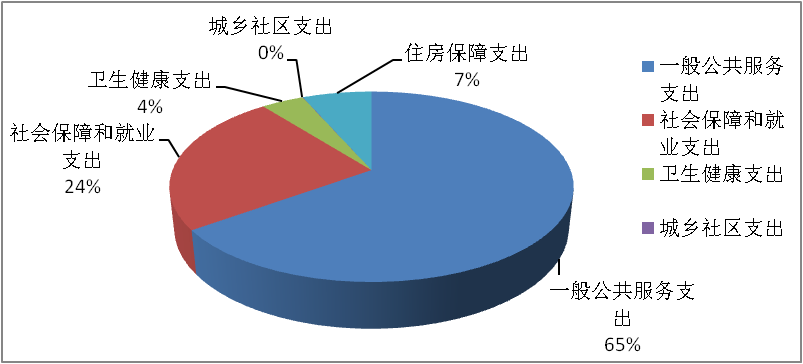 城乡社区支出
0%
住房保障支出
7%
卫生健康支出
4%
社会保障和就业
支出
24%
一般公共服务支
出
65%
一般公共服务
支出
社会保障和就
业支出
卫生健康支出
城乡社区支出